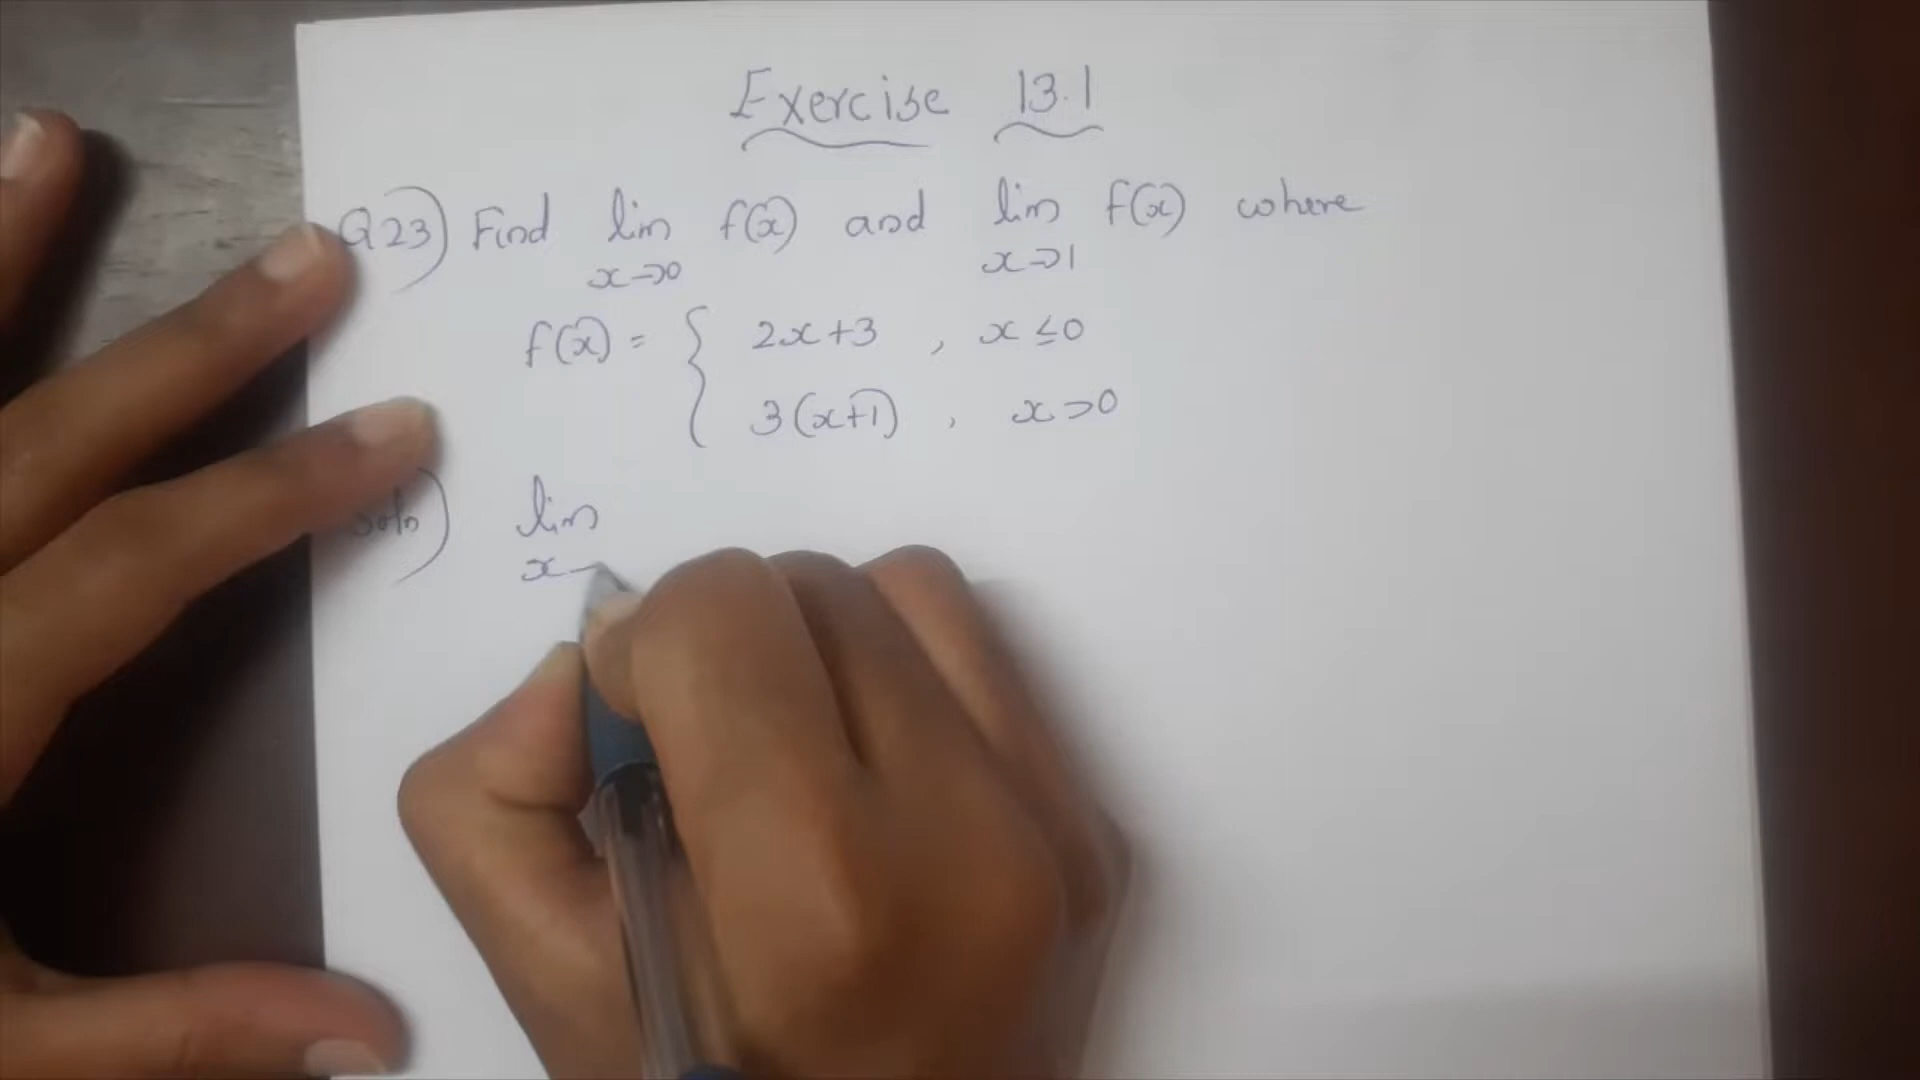 Exercise 13.1
Q23) Find lim f(x) and lim f(x) where
x→0 x→1
f(x) = { 2x+3 , x ≤ 0
3(x+1) , x > 0
soln) lim
x→